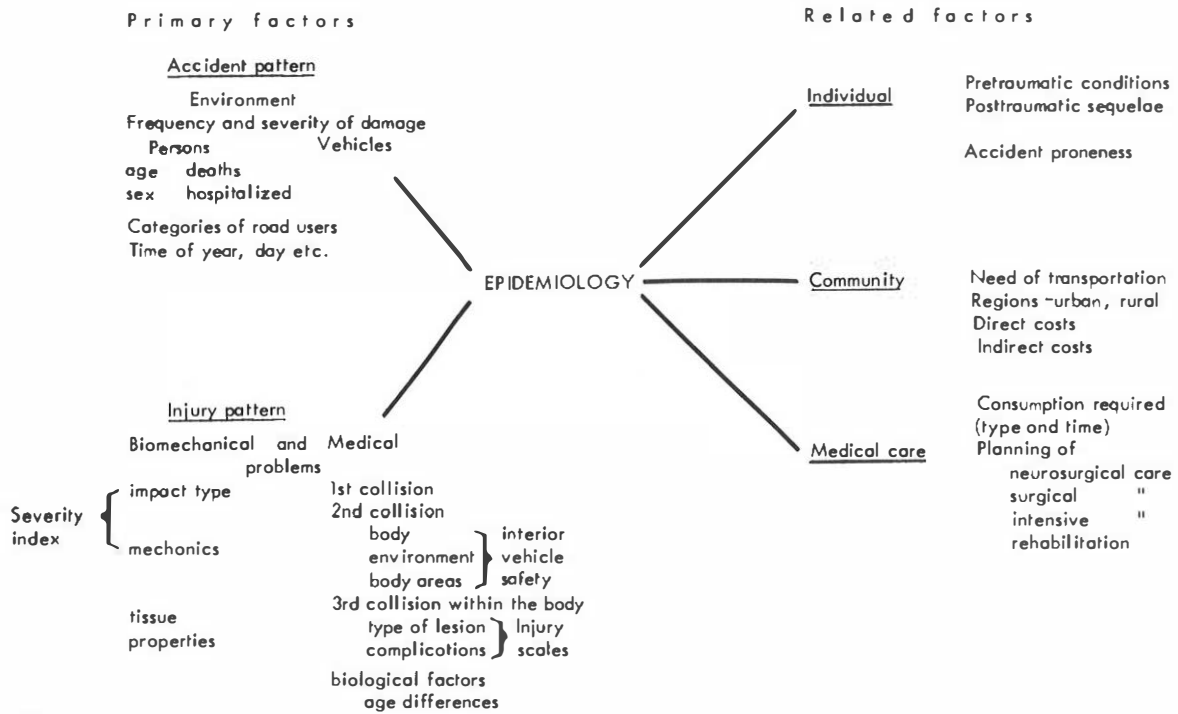 Primary factors
Accident pattern
Environment
Frequency and severity of damage
Persons Vehicles
age deaths
sex hospitalized
Categories of road users
Time of year, day etc.
Injury pattern
Biomechanical and Medical
problems
Severity
index
impact type
mechonics
tissue
properties
1st collision
2nd collision
body
environment
body areas
interior
vehicle
safety
3rd collision within the body
type of lesion
complicotions
Injury
scales
biological factors
age differences
EPIDEMIOLOGY
Related factors
Individual
Pretraumatic conditions
Posttraumatic sequelae
Accident proneness
Community
Need of transportation
Regions -urban, rural
Direct costs
Indirect costs
Medical care
Consumption required
(type ond time)
Planning of
neurosurgical care
surgical "
intensive "
rehabilitation